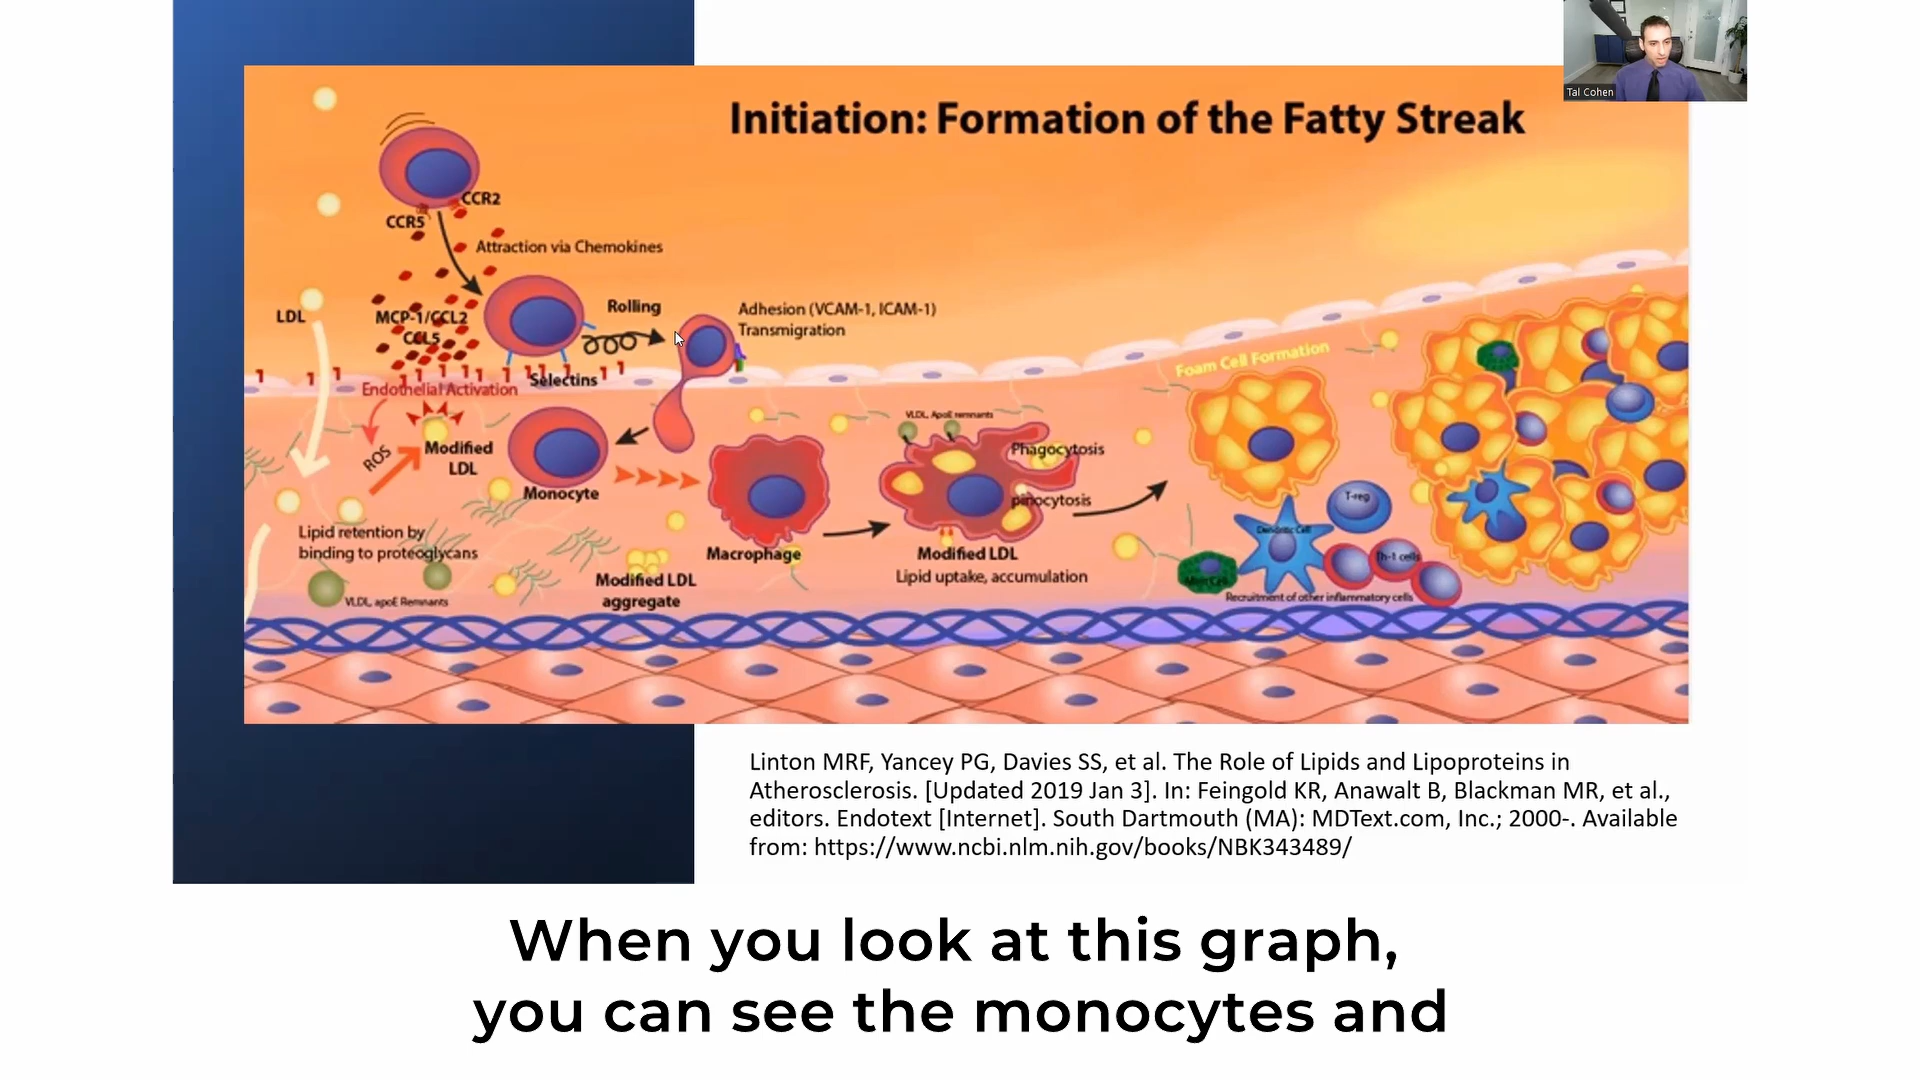 Tal Cohen
Initiation: Formation of the Fatty Streak
CCR2
CCR5
Attraction via Chemokines
LDL
MCP-1/CCL2
CCL5
Rolling
Adhesion (VCAM-1, ICAM-1)
Transmigration
Selectins
Endothelial Activation
ROS
Modified
LDL
Monocyte
Lipid retention by
binding to proteoglycans
VLDL, apoE Remnants
Modified LDL
aggregate
Macrophage
VLDL, ApoE remnants
Phagocytosis
pinocytosis
Modified LDL
Lipid uptake, accumulation
Foam Cell Formation
T-reg
Dendritic Cell
Th-1 cells
Mast Cell
Recruitment of other inflammatory cells
Linton MRF, Yancey PG, Davies SS, et al. The Role of Lipids and Lipoproteins in
Atherosclerosis. [Updated 2019 Jan 3]. In: Feingold KR, Anawalt B, Blackman MR, et al.,
editors. Endotext [Internet]. South Dartmouth (MA): MDText.com, Inc.; 2000-. Available
from: https://www.ncbi.nlm.nih.gov/books/NBK343489/
When you look at this graph,
you can see the monocytes and